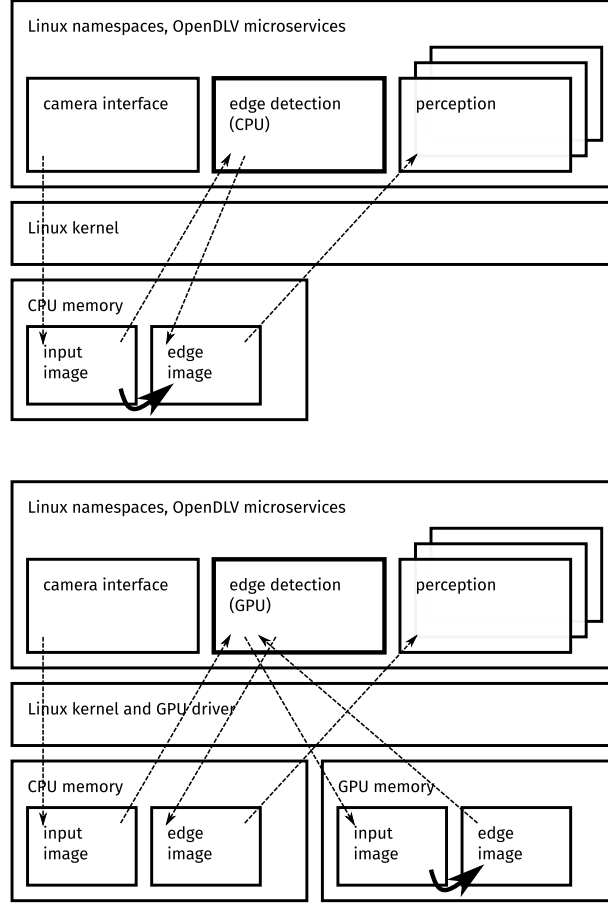 Linux namespaces, OpenDLV microservices
camera interface
edge detection
(CPU)
perception
Linux kernel
CPU memory
input
image
edge
image
Linux namespaces, OpenDLV microservices
camera interface
edge detection
(GPU)
perception
Linux kernel and GPU driver
CPU memory
input
image
edge
image
GPU memory
input
image
edge
image